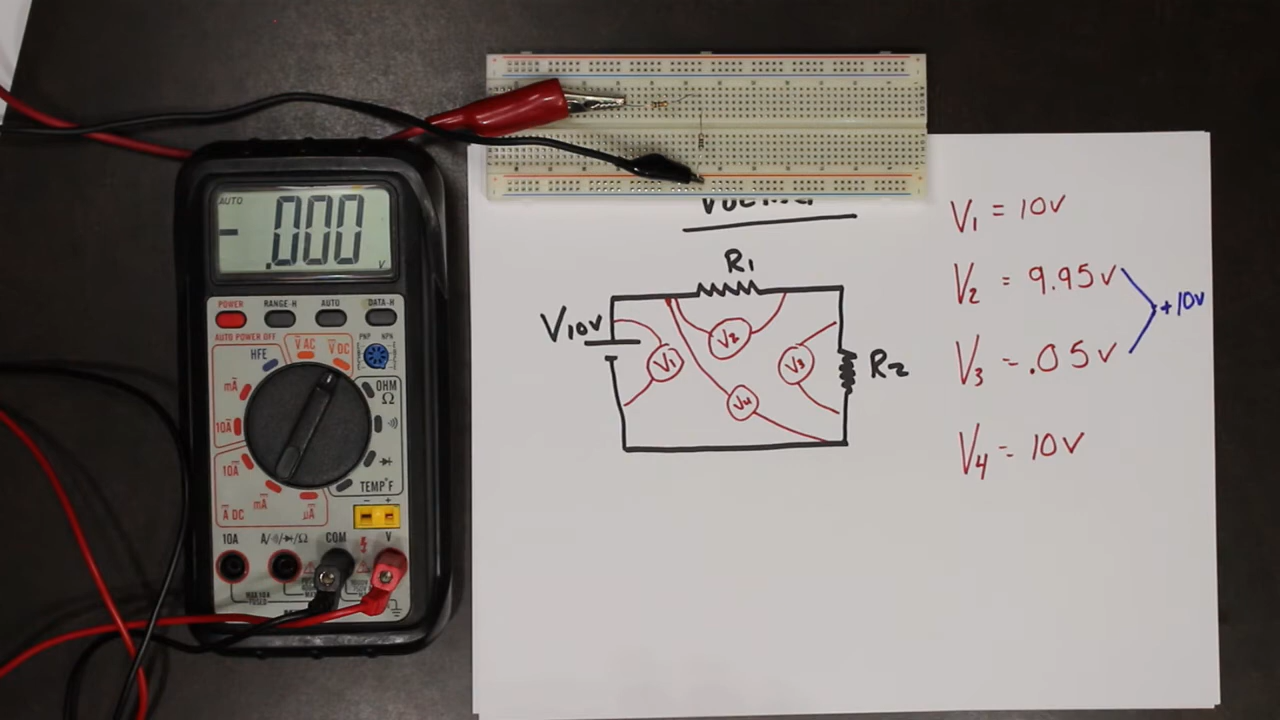 AUTO
-.000
V
POWER
RANGE-H
AUTO
DATA-H
AUTO POWER OFF
PNP
NPN
V AC
V DC
HFE
mA
OHM
Ω
10A
10A
mA
TEMP°F
A DC
µA
- +
10A
A/
Ω
COM
V
R1
V10V
V1
V2
V3
R2
V4
V1 = 10V
V2 = 9.95V
+10V
V3 = .05V
V4 = 10V